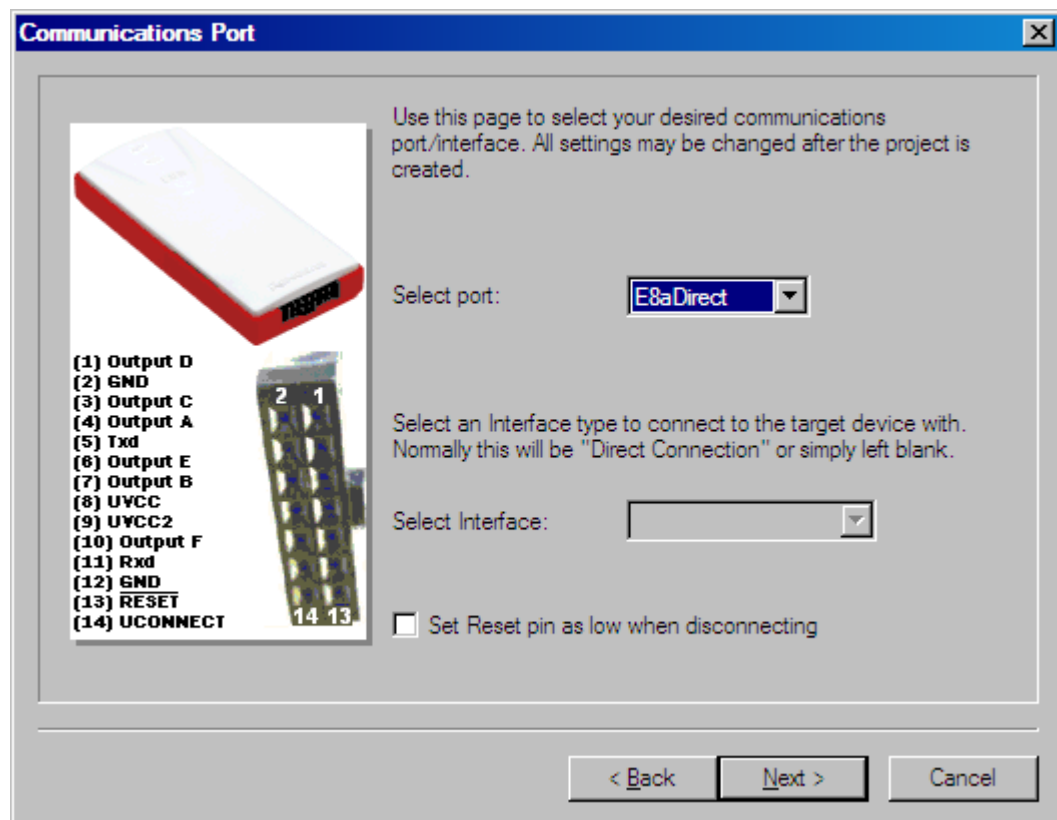 Communications Port
Use this page to select your desired communications
port/interface. All settings may be changed after the project is
created.
Select port:
E8aDirect
(1) Output D
(2) GND
(3) Output C
(4) Output A
(5) Txd
(6) Output E
(7) Output B
(8) UVCC
(9) UVCC2
(10) Output F
(11) Rxd
(12) GND
(13) RESET
(14) UCONNECT
2 1
14 13
Select an Interface type to connect to the target device with.
Normally this will be "Direct Connection" or simply left blank.
Select Interface:
Set Reset pin as low when disconnecting
< Back
Next >
Cancel